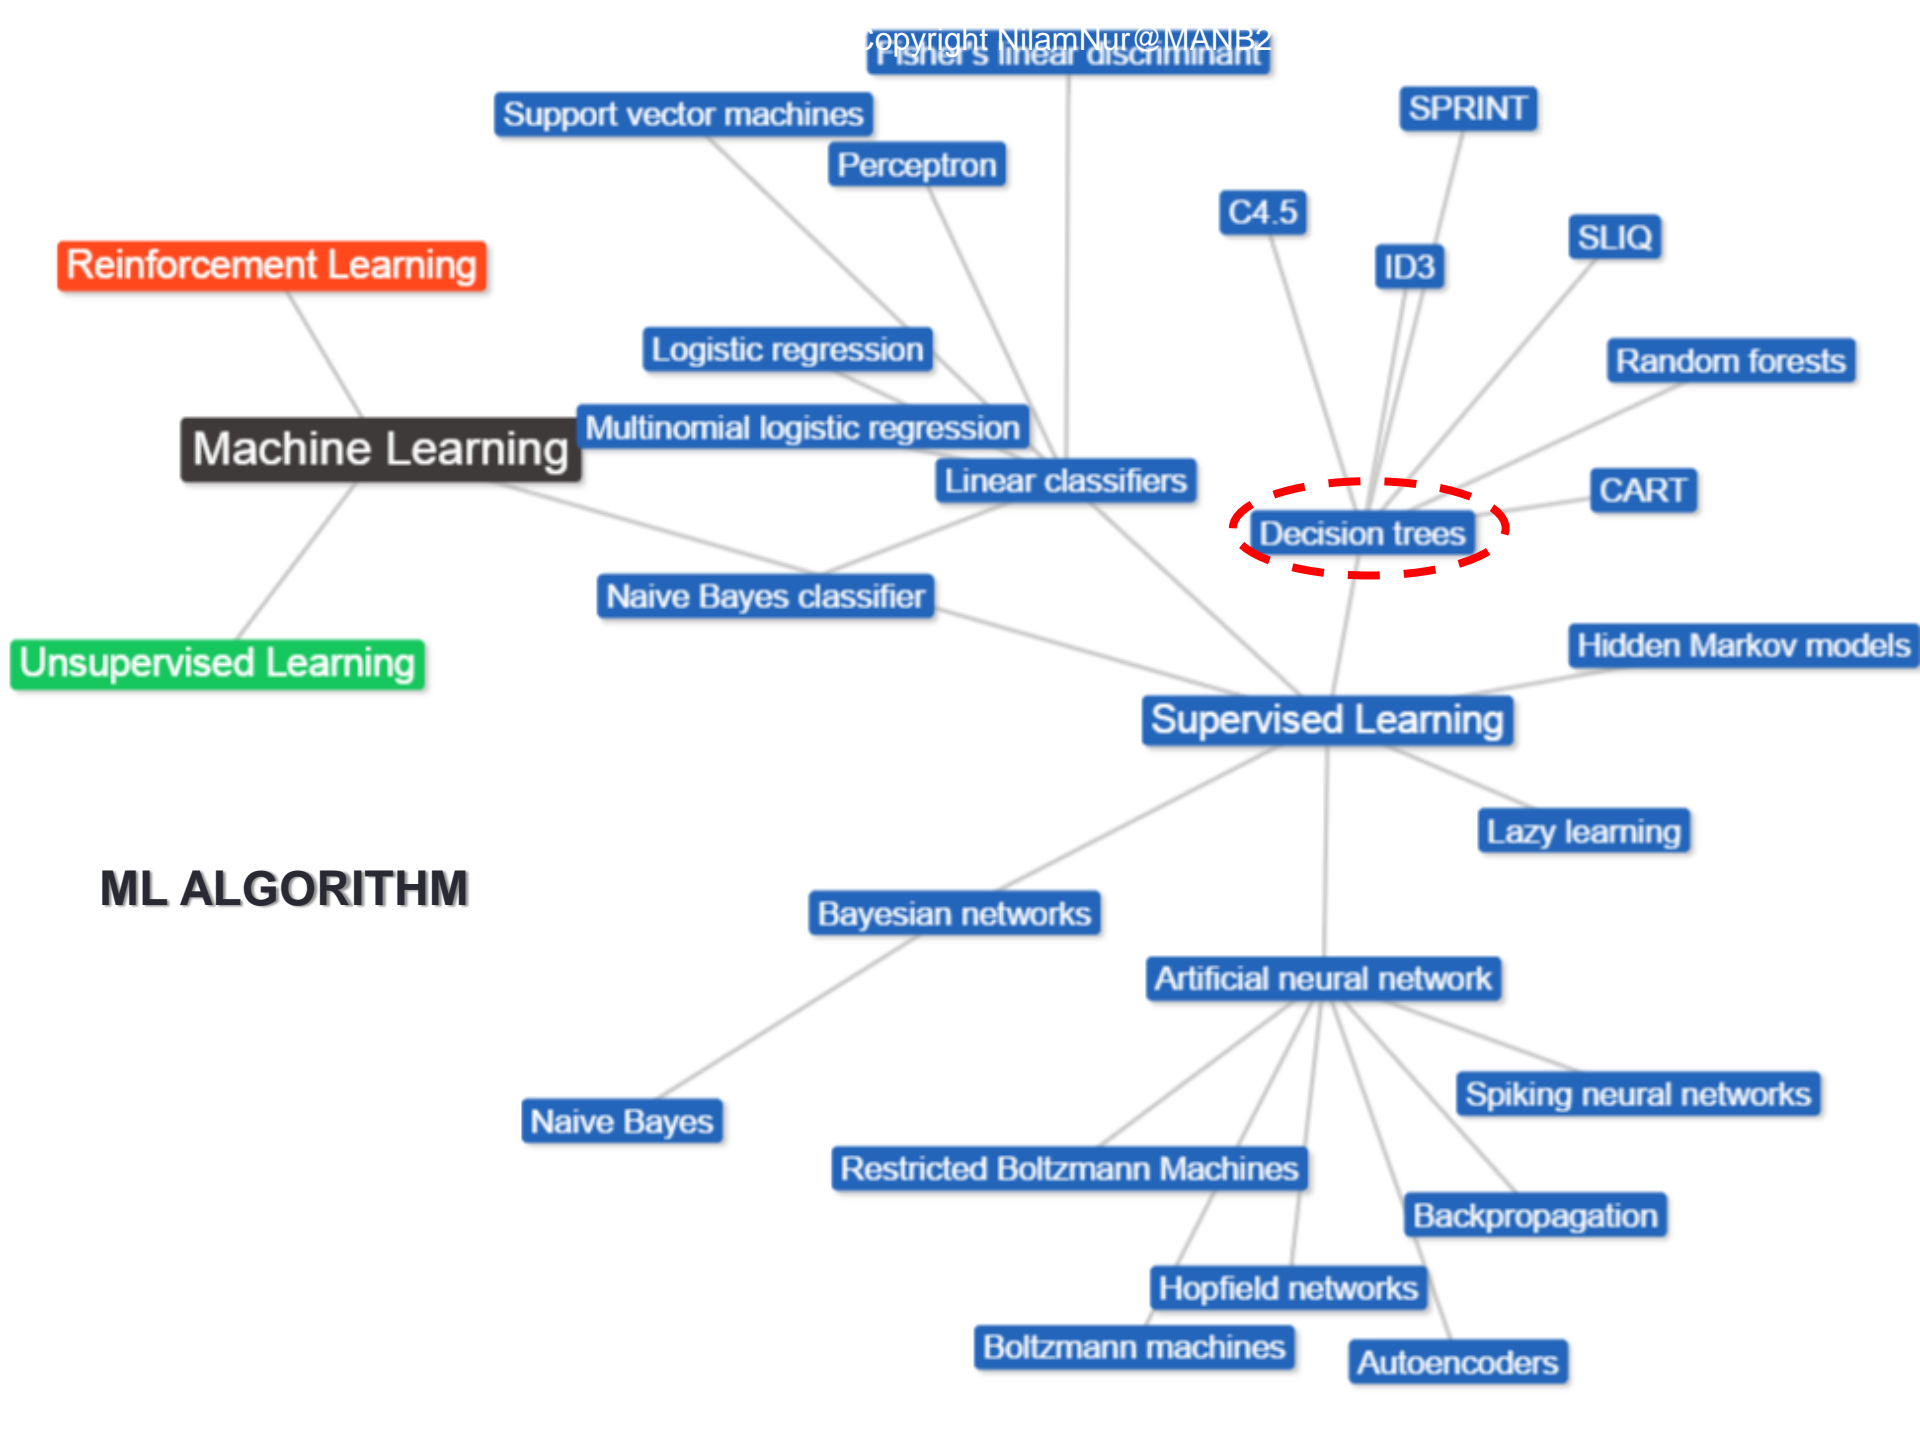 Copyright NilamNur@MANB2
Fisher's linear discriminant
Support vector machines
SPRINT
Perceptron
C4.5
SLIQ
Reinforcement Learning
ID3
Logistic regression
Random forests
Multinomial logistic regression
Machine Learning
Linear classifiers
CART
Decision trees
Naive Bayes classifier
Hidden Markov models
Unsupervised Learning
Supervised Learning
Lazy learning
ML ALGORITHM
Bayesian networks
Artificial neural network
Spiking neural networks
Naive Bayes
Restricted Boltzmann Machines
Backpropagation
Hopfield networks
Boltzmann machines
Autoencoders